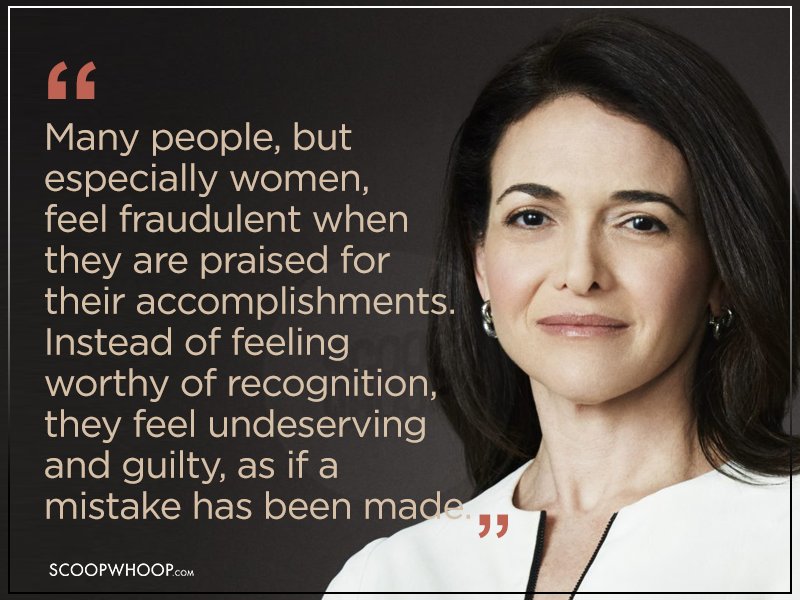 “
Many people, but
especially women,
feel fraudulent when
they are praised for
their accomplishments.
Instead of feeling
worthy of recognition,
they feel undeserving
and guilty, as if a
mistake has been made.
”
SCOOPWHOOP.COM